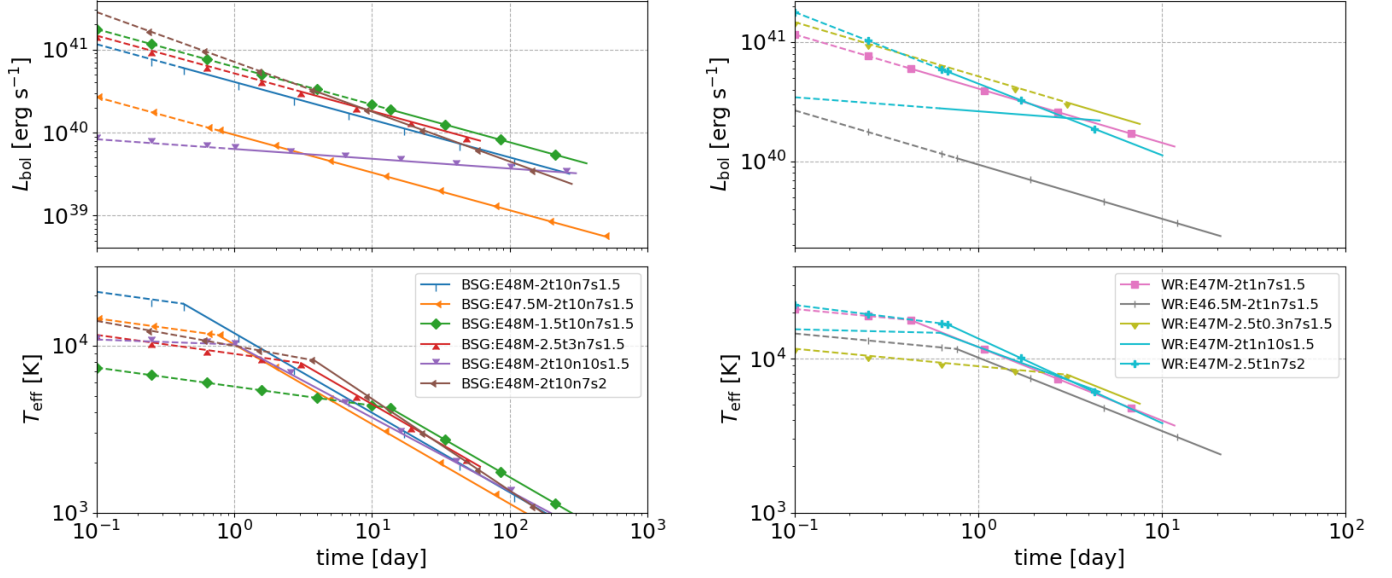 10^41
10^40
10^39
L_bol [erg s^-1]
10^41
10^40
L_bol [erg s^-1]
10^4
10^3
T_eff [K]
BSG:E48M-2t10n7s1.5
BSG:E47.5M-2t10n7s1.5
BSG:E48M-1.5t10n7s1.5
BSG:E48M-2.5t3n7s1.5
BSG:E48M-2t10n10s1.5
BSG:E48M-2t10n7s2
10^-1 10^0 10^1 10^2 10^3
time [day]
10^4
10^3
T_eff [K]
WR:E47M-2t1n7s1.5
WR:E46.5M-2t1n7s1.5
WR:E47M-2.5t0.3n7s1.5
WR:E47M-2t1n10s1.5
WR:E47M-2.5t1n7s2
10^-1 10^0 10^1 10^2
time [day]